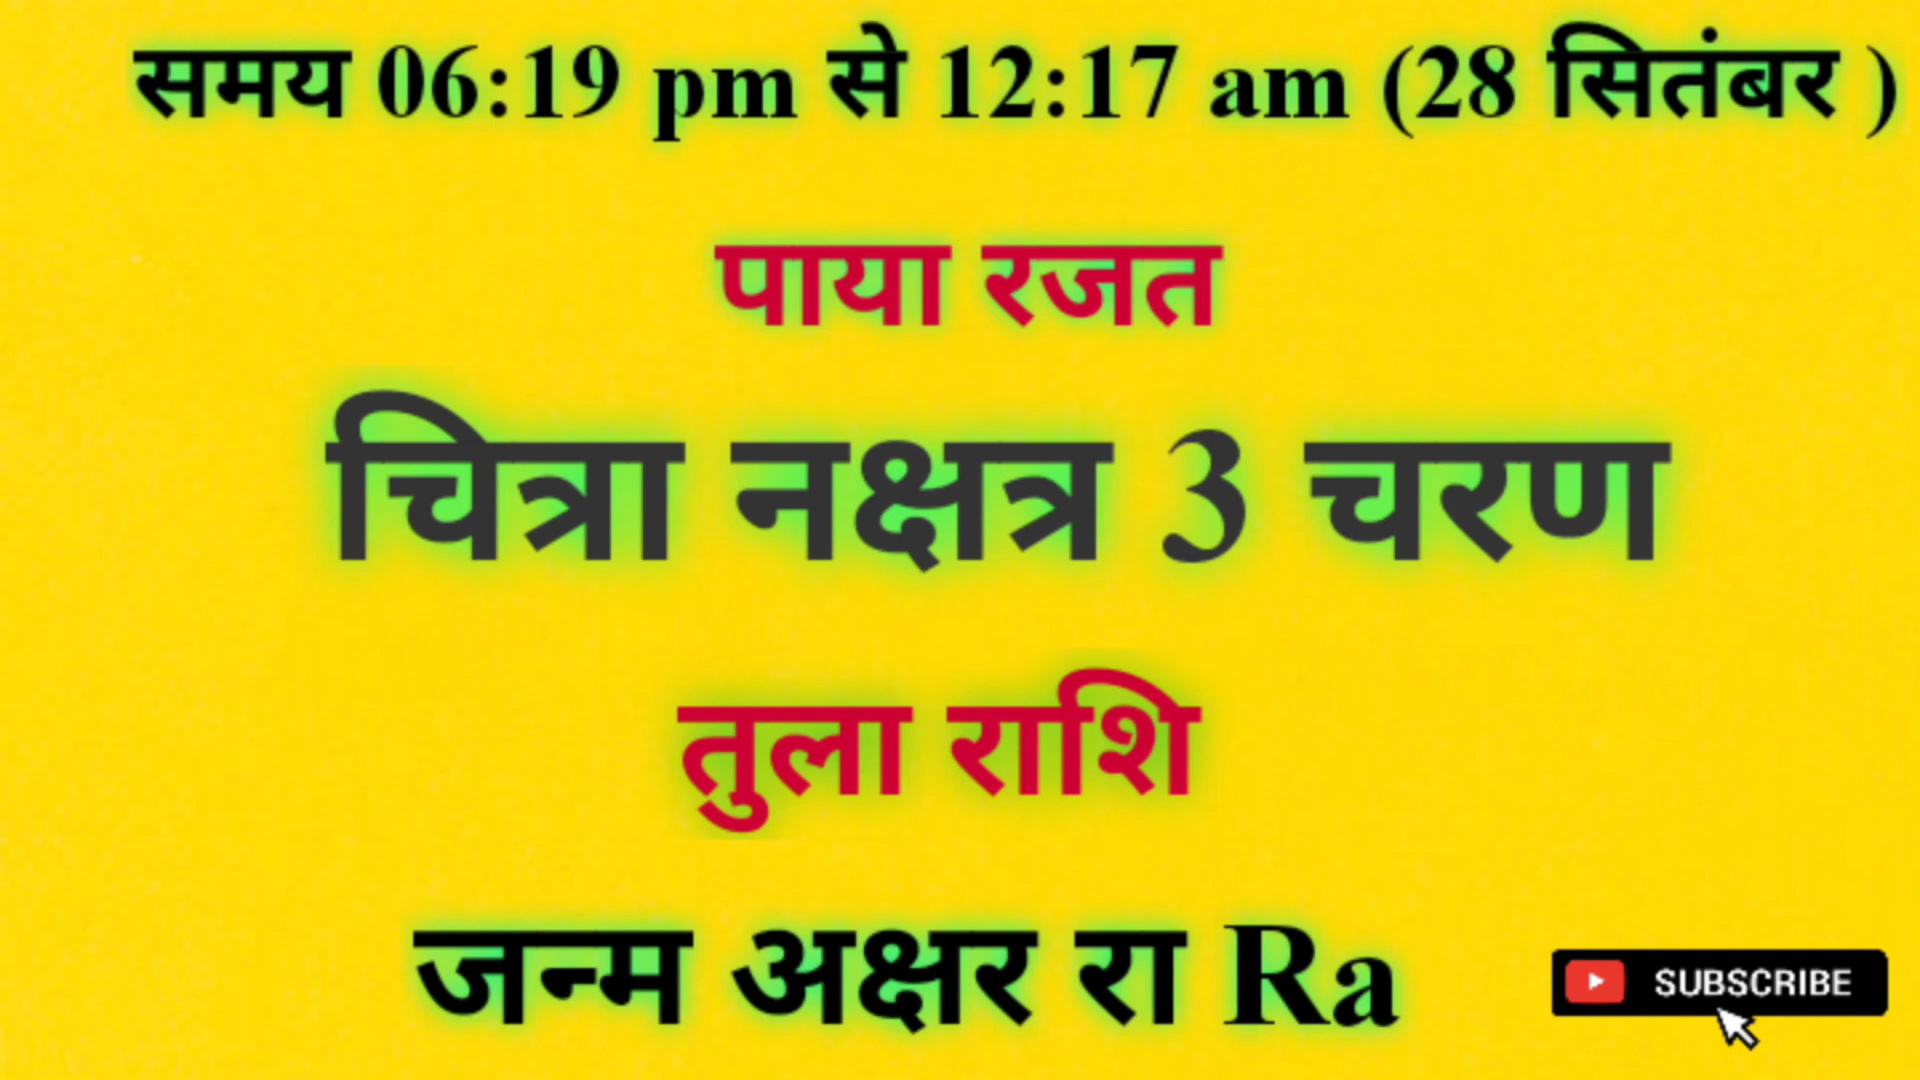 समय 06:19 pm से 12:17 am (28 सितंबर )
पाया रजत
चित्रा नक्षत्र 3 चरण
तुला राशि
जन्म अक्षर रा Ra
SUBSCRIBE